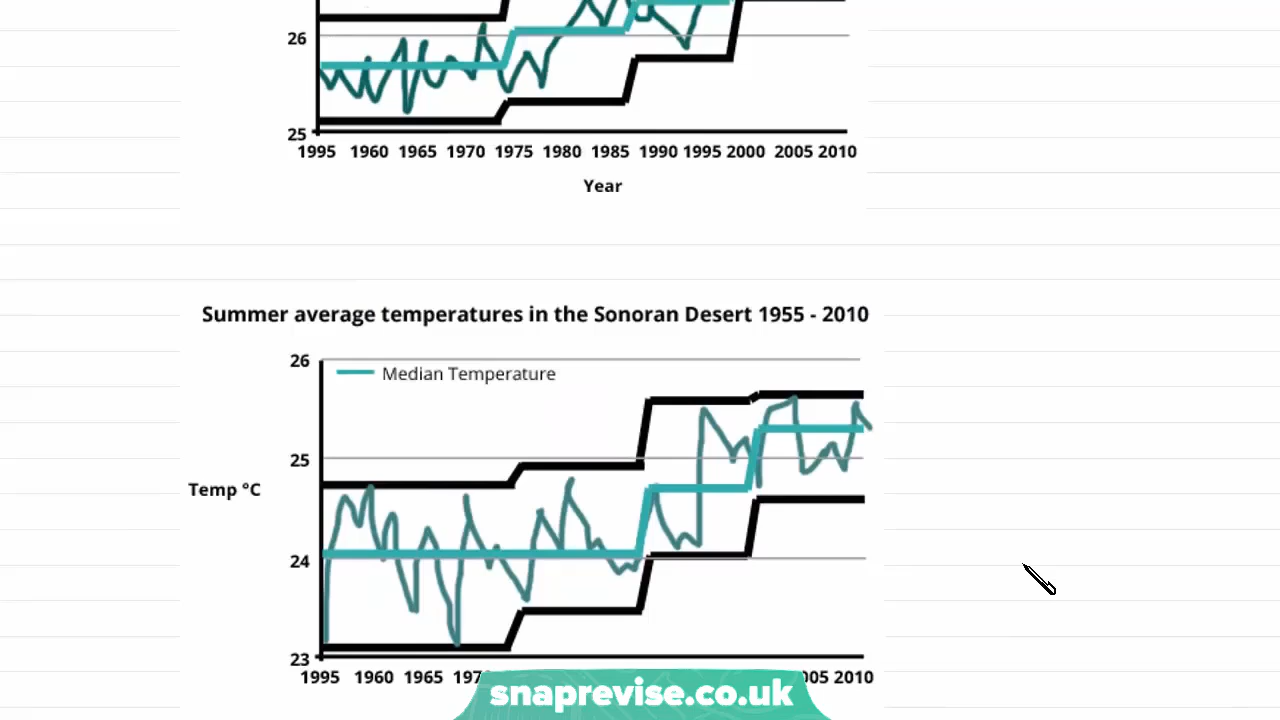 26
25
1995 1960 1965 1970 1975 1980 1985 1990 1995 2000 2005 2010
Year
Summer average temperatures in the Sonoran Desert 1955 - 2010
26
Median Temperature
25
Temp °C
24
23
1995 1960 1965 197 005 2010
snaprevise.co.uk